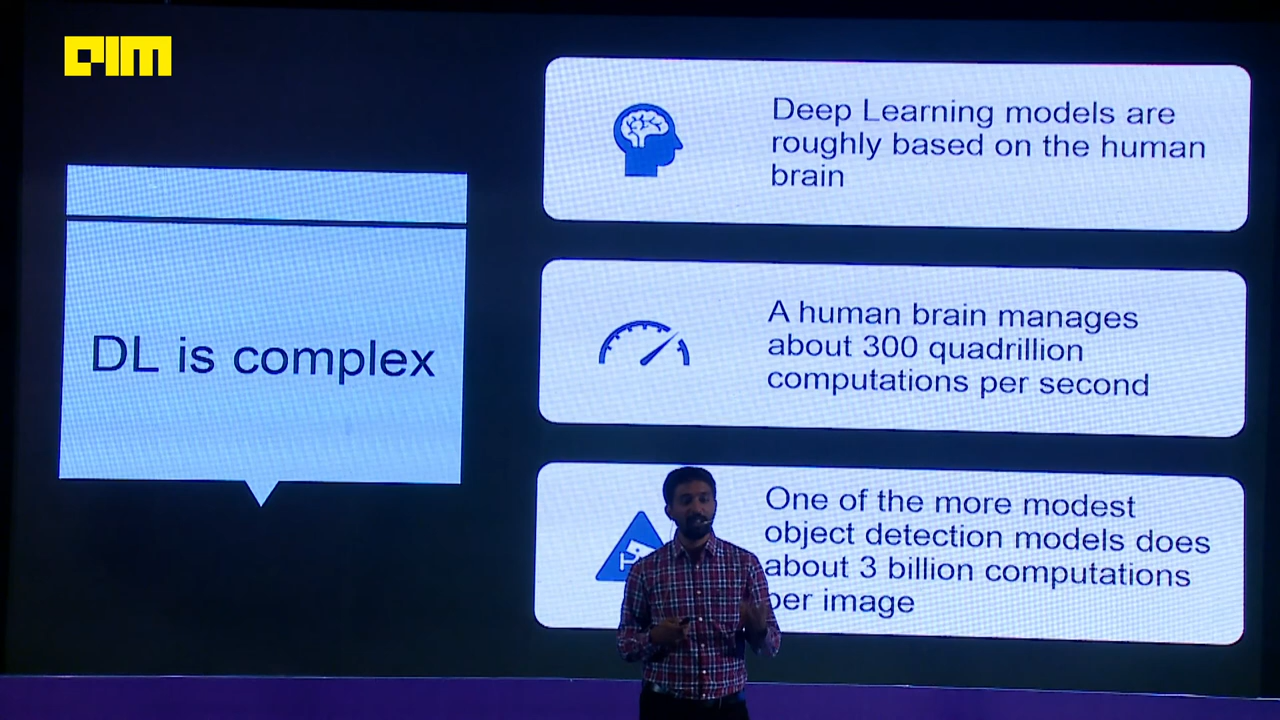 AIM
DL is complex
Deep Learning models are
roughly based on the human
brain
A human brain manages
about 300 quadrillion
computations per second
One of the more modest
object detection models does
about 3 billion computations
per image